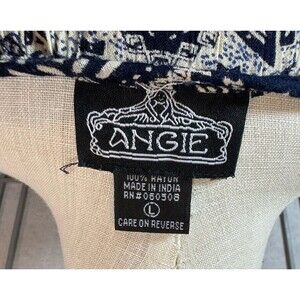 ANGIE
100% RAYON
MADE IN INDIA
RN#060508
L
CARE ON REVERSE